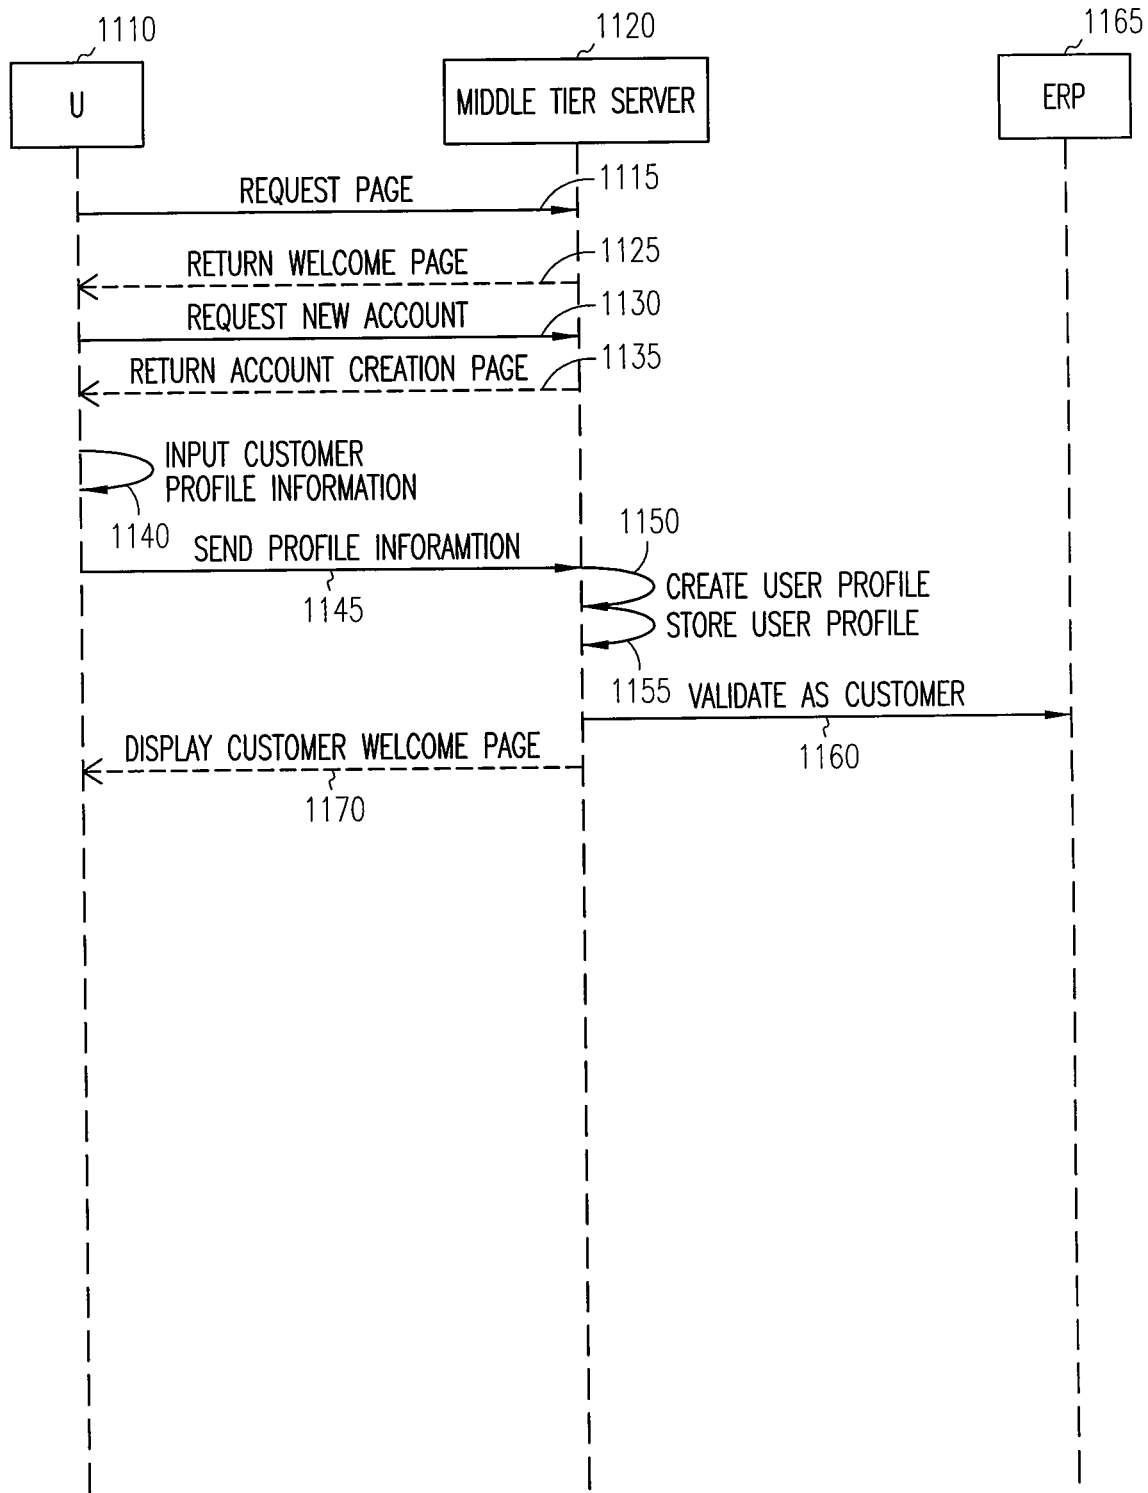 1110
1120
1165
U
MIDDLE TIER SERVER
ERP
REQUEST PAGE
1115
RETURN WELCOME PAGE
1125
REQUEST NEW ACCOUNT
1130
RETURN ACCOUNT CREATION PAGE
1135
INPUT CUSTOMER
PROFILE INFORMATION
1140
SEND PROFILE INFORAMTION
1145
1150
CREATE USER PROFILE
STORE USER PROFILE
1155
VALIDATE AS CUSTOMER
1160
DISPLAY CUSTOMER WELCOME PAGE
1170